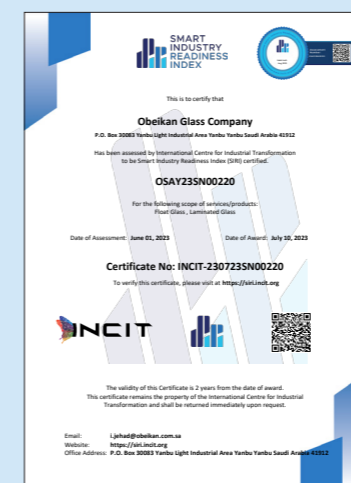 SMART
INDUSTRY
READINESS
INDEX
This is to certify that
Obeikan Glass Company
P.O. Box 30083 Yanbu Light Industrial Area Yanbu Yanbu Saudi Arabia 41912
Has been assessed by International Centre for Industrial Transformation
to be Smart Industry Readiness Index (SIRI) certified.
OSAY23SN00220
For the following scope of services/products:
Float Glass , Laminated Glass
Date of Assessment: June 01, 2023 Date of Award: July 10, 2023
Certificate No: INCIT-230723SN00220
To verify this certificate, please visit at https://siri.incit.org
INCIT
The validity of this Certificate is 2 years from the date of award.
This certificate remains the property of the International Centre for Industrial
Transformation and shall be returned immediately upon request.
Email: i.jehad@obeikan.com.sa
Website: https://siri.incit.org
Office Address: P.O. Box 30083 Yanbu Light Industrial Area Yanbu Yanbu Saudi Arabia 41912